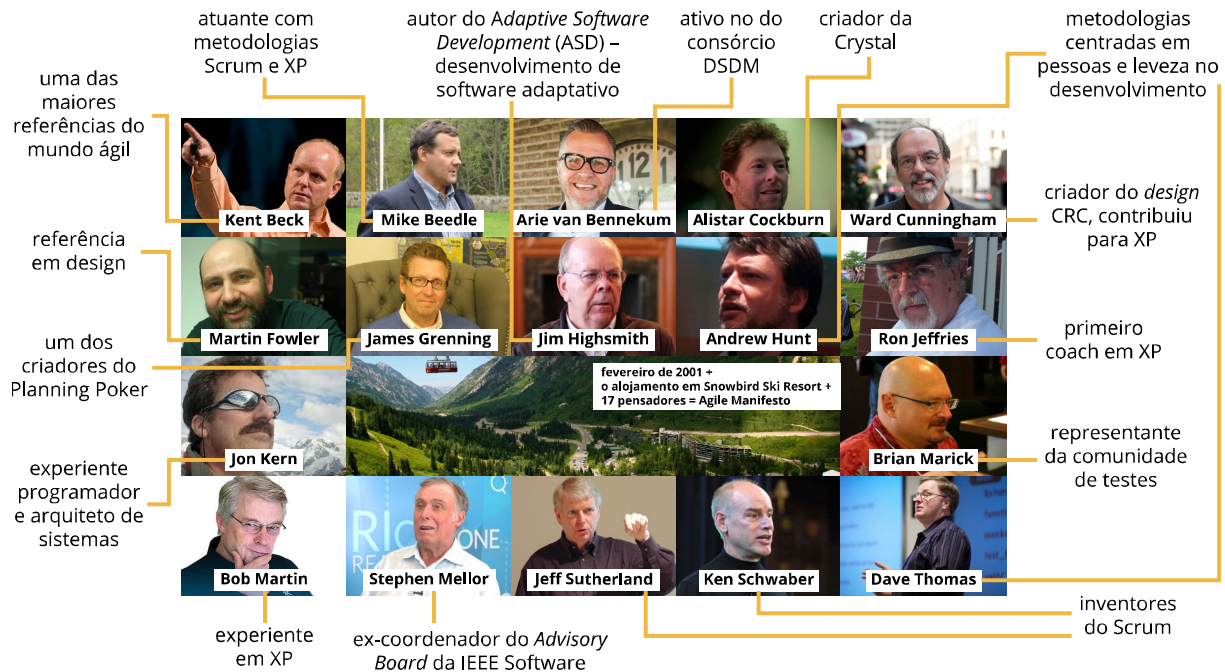 atuante com
metodologias
Scrum e XP
autor do Adaptive Software
Development (ASD) –
desenvolvimento de
software adaptativo
ativo no do
consórcio
DSDM
criador da
Crystal
metodologias
centradas em
pessoas e leveza no
desenvolvimento
uma das
maiores
referências do
mundo ágil
Kent Beck
Mike Beedle
Arie van Bennekum
Alistar Cockburn
Ward Cunningham
criador do design
CRC, contribuiu
para XP
referência
em design
Martin Fowler
James Grenning
Jim Highsmith
Andrew Hunt
Ron Jeffries
primeiro
coach em XP
um dos
criadores do
Planning Poker
fevereiro de 2001 +
o alojamento em Snowbird Ski Resort +
17 pensadores = Agile Manifesto
Jon Kern
Brian Marick
representante
da comunidade
de testes
experiente
programador
e arquiteto de
sistemas
Bob Martin
Stephen Mellor
Jeff Sutherland
Ken Schwaber
Dave Thomas
experiente
em XP
ex-coordenador do Advisory
Board da IEEE Software
inventores
do Scrum